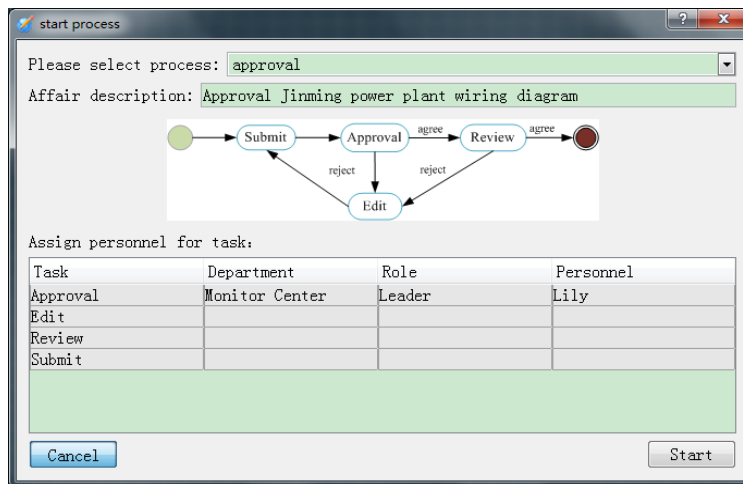 start process
Please select process: approval
Affair description: Approval Jinming power plant wiring diagram
Submit Approval agree Review agree
reject reject
Edit
Assign personnel for task:
Task Department Role Personnel
Approval Monitor Center Leader Lily
Edit
Review
Submit
Cancel Start